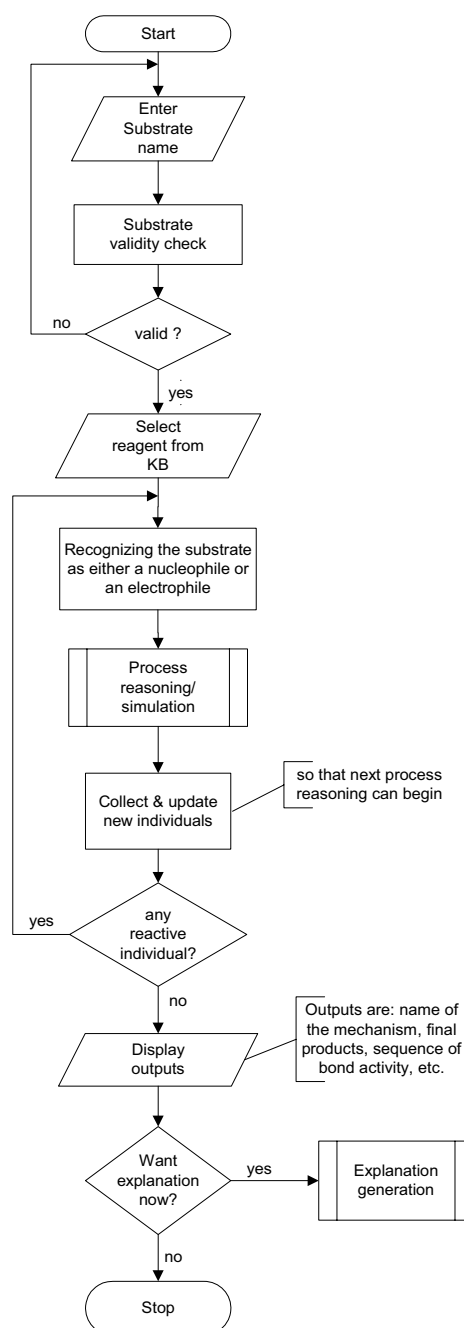 Start
Enter
Substrate
name
Substrate
validity check
no
valid ?
yes
Select
reagent from
KB
Recognizing the substrate
as either a nucleophile or
an electrophile
Process
reasoning/
simulation
Collect & update
new individuals
so that next process
reasoning can begin
yes
any
reactive
individual?
no
Display
outputs
Outputs are: name of
the mechanism, final
products, sequence of
bond activity, etc.
Want
explanation
now?
yes
Explanation
generation
no
Stop